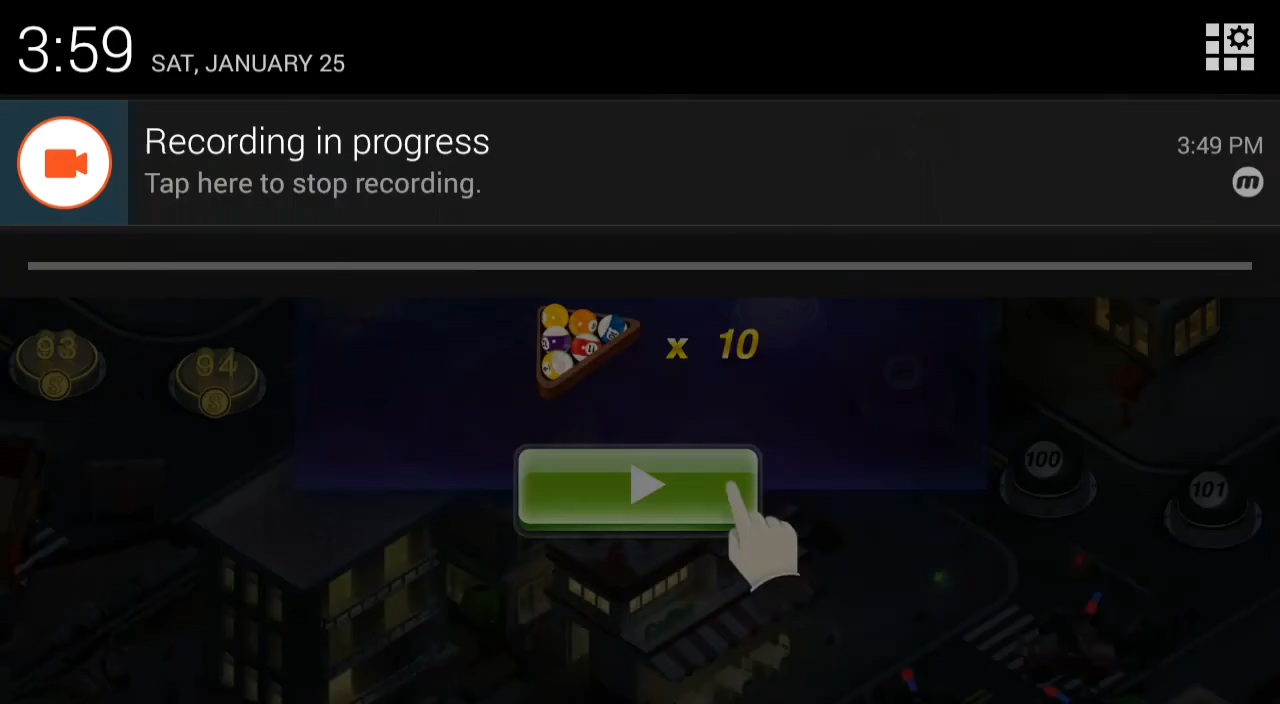 3:59 SAT, JANUARY 25
Recording in progress
3:49 PM
Tap here to stop recording.
m
x 10
93
94
S
S
100
101